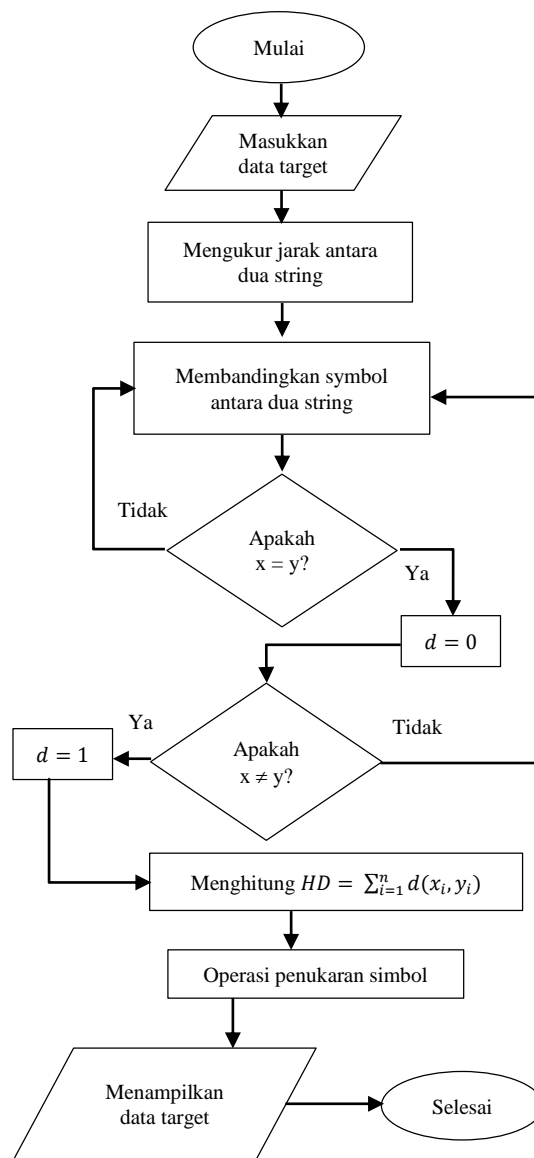 Mulai
Masukkan
data target
Mengukur jarak antara
dua string
Membandingkan symbol
antara dua string
Tidak
Apakah
x = y?
Ya
d = 0
Ya
Apakah
x ≠ y?
Tidak
d = 1
Menghitung HD = ∑ⁿᵢ₌₁ d(xᵢ, yᵢ)
Operasi penukaran simbol
Menampilkan
data target
Selesai